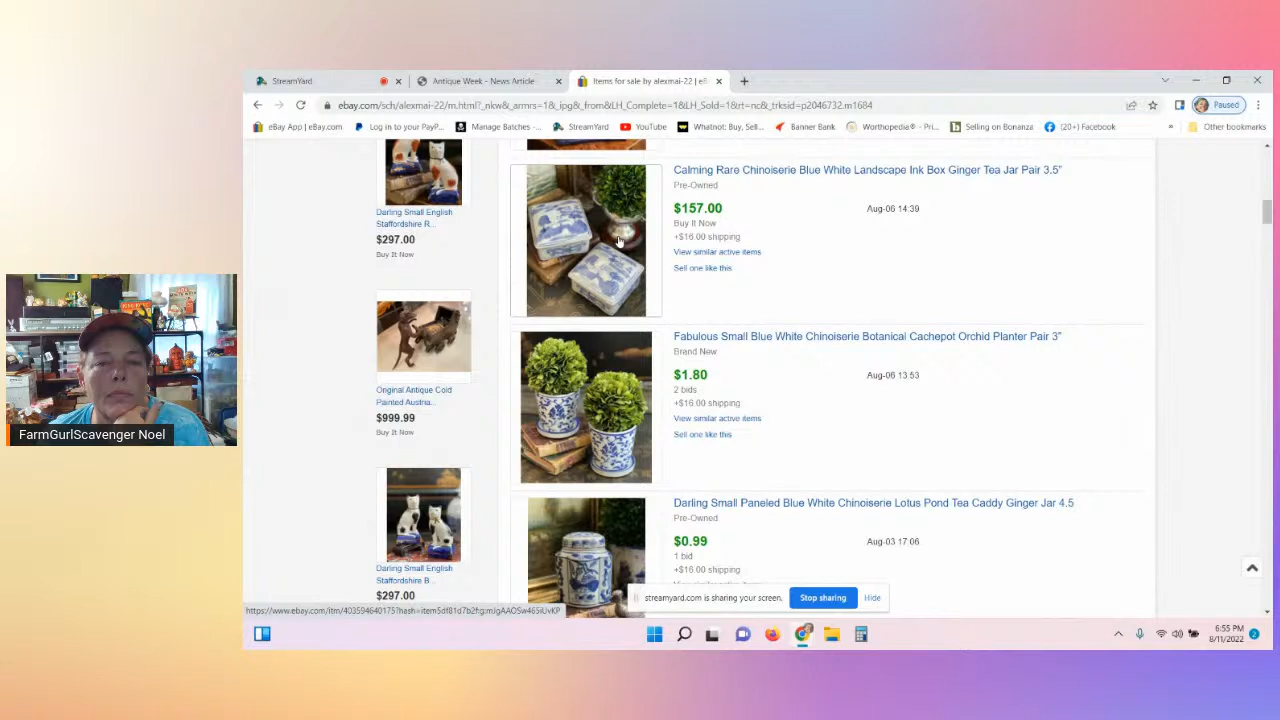 StreamYard
Antique Week - News Article
Items for sale by alexmai-22 | eB
ebay.com/sch/alexmai-22/m.html?_nkw&_armrs=1&_ipg&_from&LH_Complete=1&LH_Sold=1&rt=nc&_trksid=p2046732.m1684
Paused
eBay App | eBay.com
Log in to your PayP...
Manage Batches -...
StreamYard
YouTube
Whatnot: Buy, Sell...
Banner Bank
Worthopedia® - Pri...
Selling on Bonanza
(20+) Facebook
»
Other bookmarks
Darling Small English
Staffordshire R...
$297.00
Buy It Now
Original Antique Cold
Painted Austria...
$999.99
Buy It Now
Darling Small English
Staffordshire B...
$297.00
Calming Rare Chinoiserie Blue White Landscape Ink Box Ginger Tea Jar Pair 3.5”
Pre-Owned
$157.00
Aug-06 14:39
Buy It Now
+$16.00 shipping
View similar active items
Sell one like this
Fabulous Small Blue White Chinoiserie Botanical Cachepot Orchid Planter Pair 3”
Brand New
$1.80
Aug-06 13:53
2 bids
+$16.00 shipping
View similar active items
Sell one like this
Darling Small Paneled Blue White Chinoiserie Lotus Pond Tea Caddy Ginger Jar 4.5
Pre-Owned
$0.99
Aug-03 17:06
1 bid
+$16.00 shipping
streamyard.com is sharing your screen.
Stop sharing
Hide
6:55 PM
8/11/2022
2
FarmGurlScavenger Noel